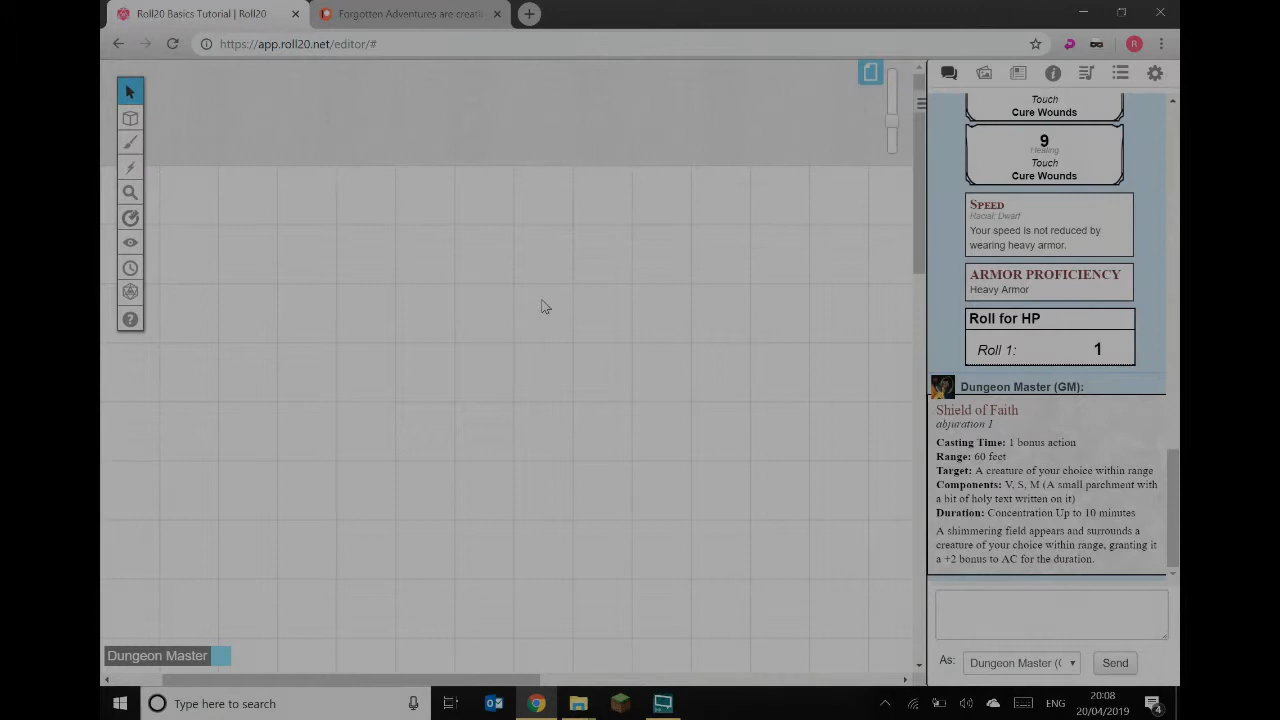 Roll20 Basics Tutorial | Roll20
Forgotten Adventures are creati
https://app.roll20.net/editor/#
Touch
Cure Wounds
9
Healing
Touch
Cure Wounds
SPEED
Racial: Dwarf
Your speed is not reduced by
wearing heavy armor.
ARMOR PROFICIENCY
Heavy Armor
Roll for HP
Roll 1: 1
Dungeon Master (GM):
Shield of Faith
abjuration 1
Casting Time: 1 bonus action
Range: 60 feet
Target: A creature of your choice within range
Components: V, S, M (A small parchment with
a bit of holy text written on it)
Duration: Concentration Up to 10 minutes
A shimmering field appears and surrounds a
creature of your choice within range, granting it
a +2 bonus to AC for the duration.
Dungeon Master
As: Dungeon Master (( Send
Type here to search
ENG
20:08
20/04/2019
4